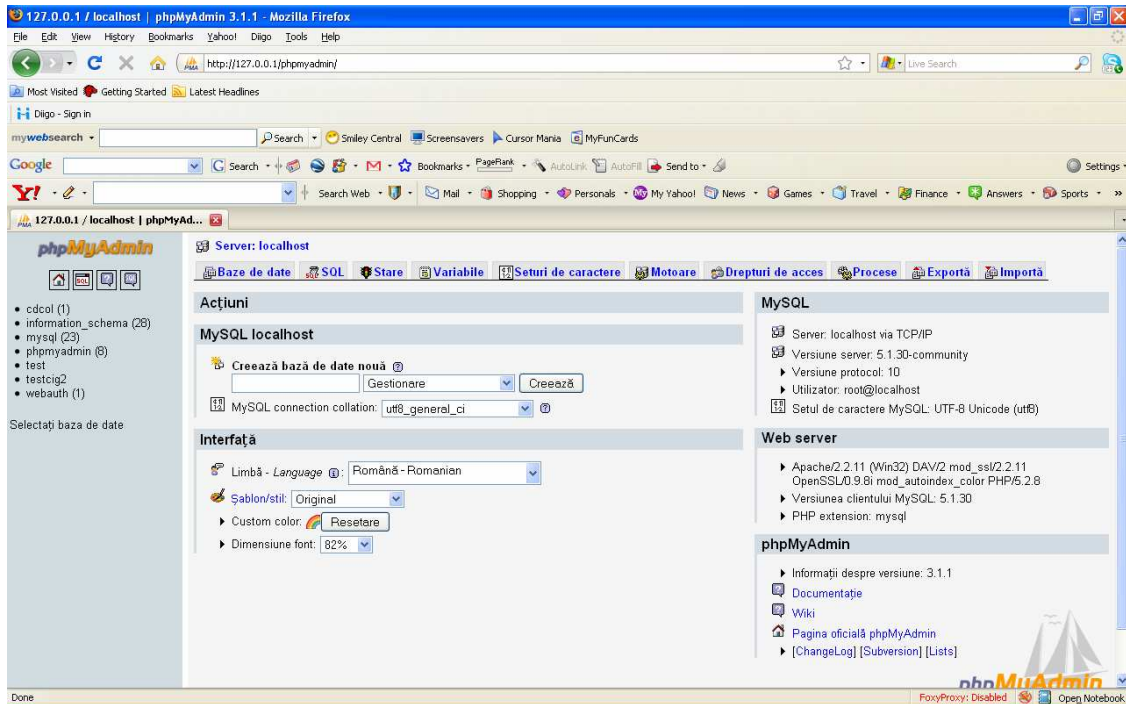 127.0.0.1 / localhost | phpMyAdmin 3.1.1 - Mozilla Firefox
File Edit View History Bookmarks Yahoo! Diigo Tools Help
http://127.0.0.1/phpmyadmin/ Live Search
Most Visited Getting Started Latest Headlines
Diigo - Sign in
mywebsearch Search Smiley Central Screensavers Cursor Mania MyFunCards
Google Search Bookmarks PageRank AutoLink AutoFill Send to Settings
Y! Search Web Mail Shopping Personals My Yahoo! News Games Travel Finance Answers Sports »
127.0.0.1 / localhost | phpMyAd...
phpMyAdmin
SQL
cdcol (1)
information_schema (28)
mysql (23)
phpmyadmin (8)
test
testcig2
webauth (1)
Selectați baza de date
Server: localhost
Baze de date SQL Stare Variabile Seturi de caractere Motoare Drepturi de acces Procese Exportă Importă
Acțiuni
MySQL localhost
Creează bază de date nouă
Gestionare Creează
MySQL connection collation: utf8_general_ci
Interfață
Limbă - Language : Română - Romanian
Șablon/stil: Original
Custom color: Resetare
Dimensiune font: 82%
MySQL
Server: localhost via TCP/IP
Versiune server: 5.1.30-community
Versiune protocol: 10
Utilizator: root@localhost
Setul de caractere MySQL: UTF-8 Unicode (utf8)
Web server
Apache/2.2.11 (Win32) DAV/2 mod_ssl/2.2.11
OpenSSL/0.9.8i mod_autoindex_color PHP/5.2.8
Versiunea clientului MySQL: 5.1.30
PHP extension: mysql
phpMyAdmin
Informații despre versiune: 3.1.1
Documentație
Wiki
Pagina oficială phpMyAdmin
[ChangeLog] [Subversion] [Lists]
phpMyAdmin
Done FoxyProxy: Disabled Open Notebook